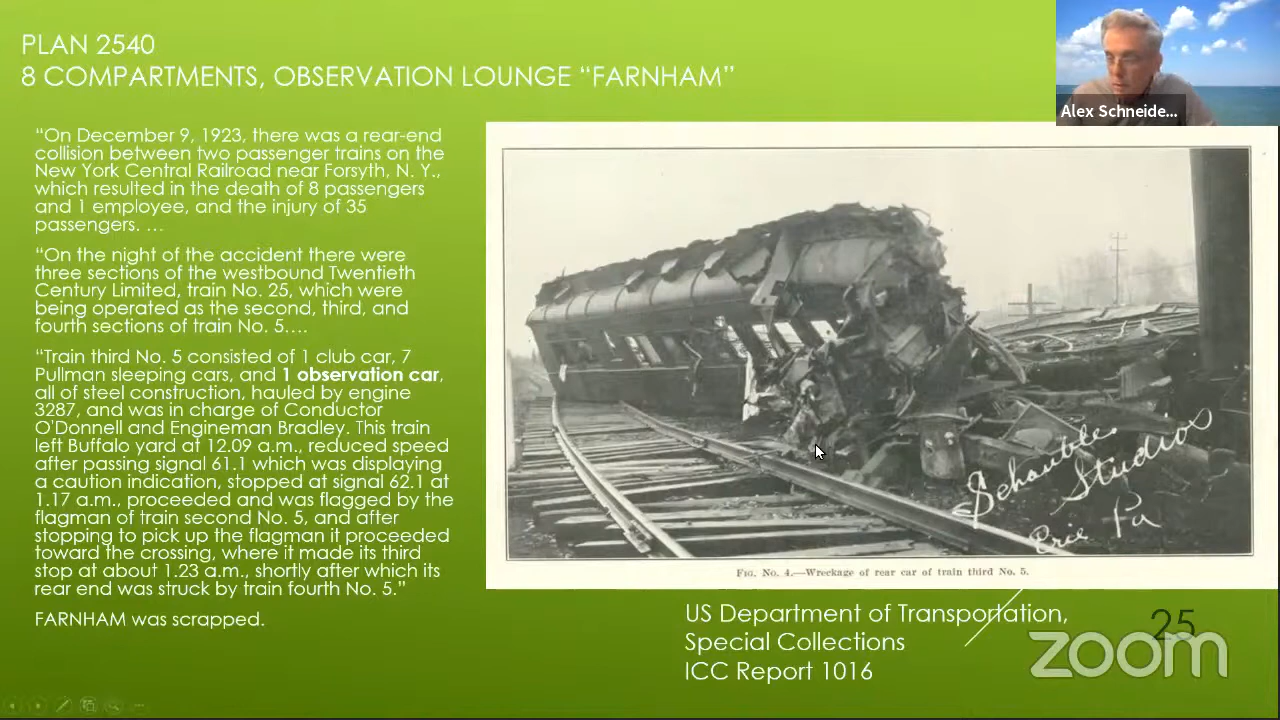 PLAN 2540
8 COMPARTMENTS, OBSERVATION LOUNGE “FARNHAM”
Alex Schneide...
“On December 9, 1923, there was a rear-end
collision between two passenger trains on the
New York Central Railroad near Forsyth, N. Y.,
which resulted in the death of 8 passengers
and 1 employee, and the injury of 35
passengers. …
“On the night of the accident there were
three sections of the westbound Twentieth
Century Limited, train No. 25, which were
being operated as the second, third, and
fourth sections of train No. 5….
“Train third No. 5 consisted of 1 club car, 7
Pullman sleeping cars, and 1 observation car,
all of steel construction, hauled by engine
3287, and was in charge of Conductor
O'Donnell and Engineman Bradley. This train
left Buffalo yard at 12.09 a.m., reduced speed
after passing signal 61.1 which was displaying
a caution indication, stopped at signal 62.1 at
1.17 a.m., proceeded and was flagged by the
flagman of train second No. 5, and after
stopping to pick up the flagman it proceeded
toward the crossing, where it made its third
stop at about 1.23 a.m., shortly after which its
rear end was struck by train fourth No. 5.”
FARNHAM was scrapped.
Schauble
Studios
Erie Pa
FIG. No. 4.—Wreckage of rear car of train third No. 5.
US Department of Transportation,
Special Collections
ICC Report 1016
25
zoom